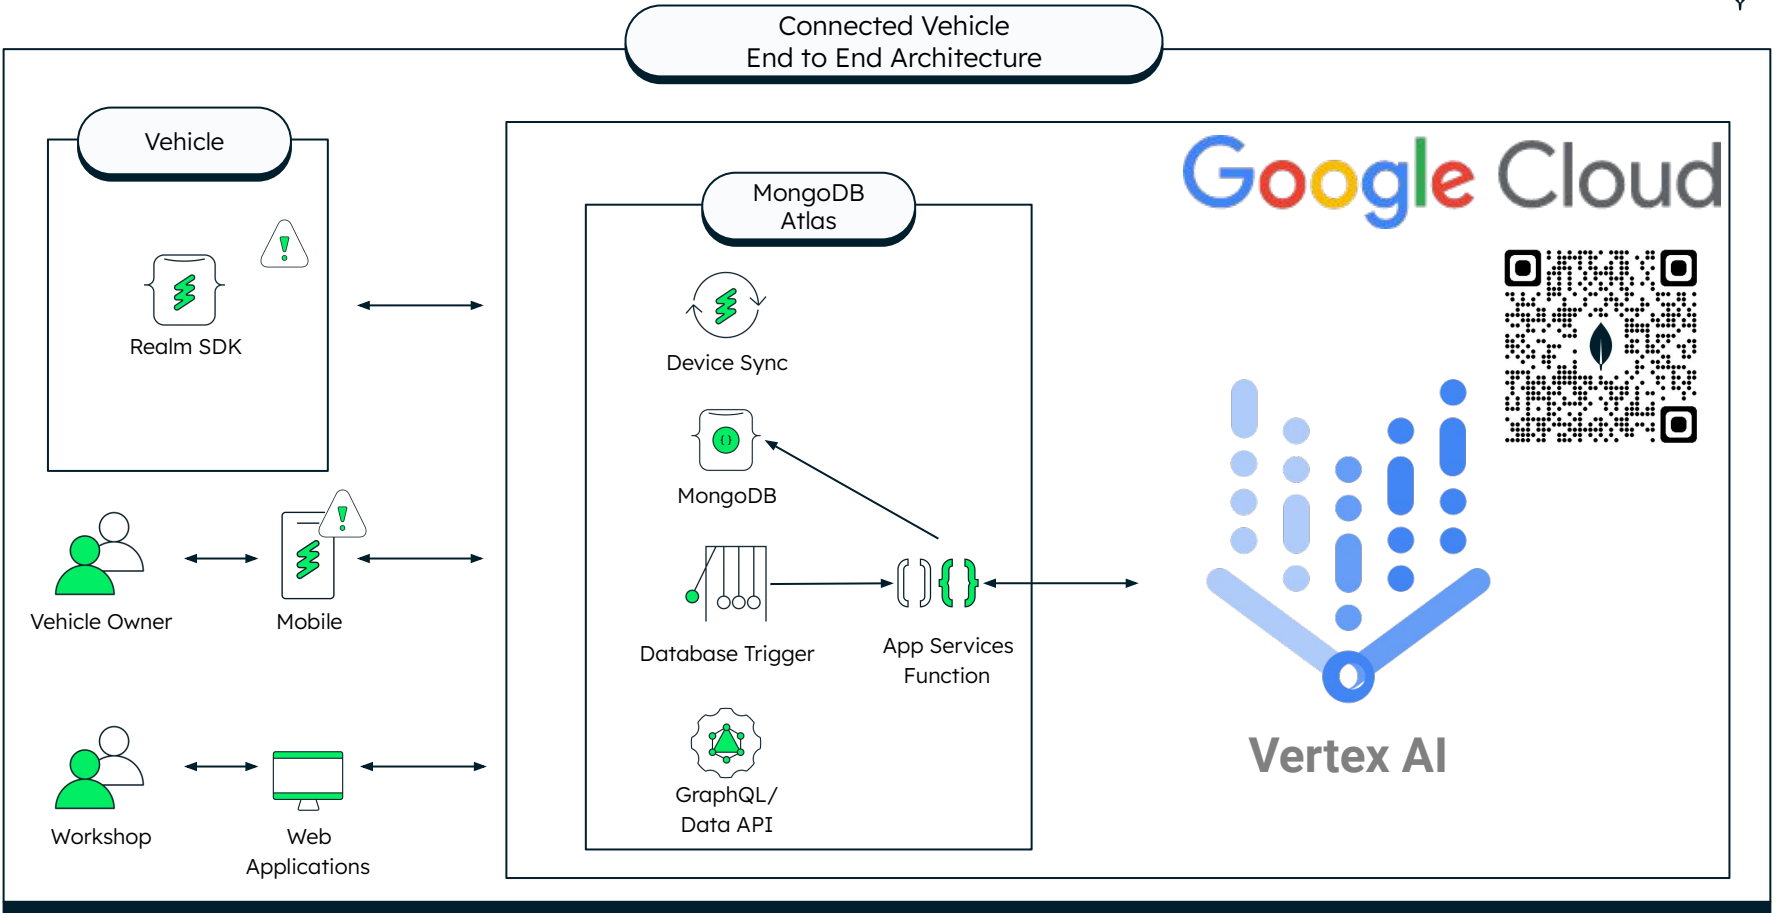 Connected Vehicle
End to End Architecture
Vehicle
Realm SDK
Vehicle Owner
Mobile
Workshop
Web
Applications
MongoDB
Atlas
Device Sync
MongoDB
Database Trigger
App Services
Function
GraphQL/
Data API
Google Cloud
Vertex AI